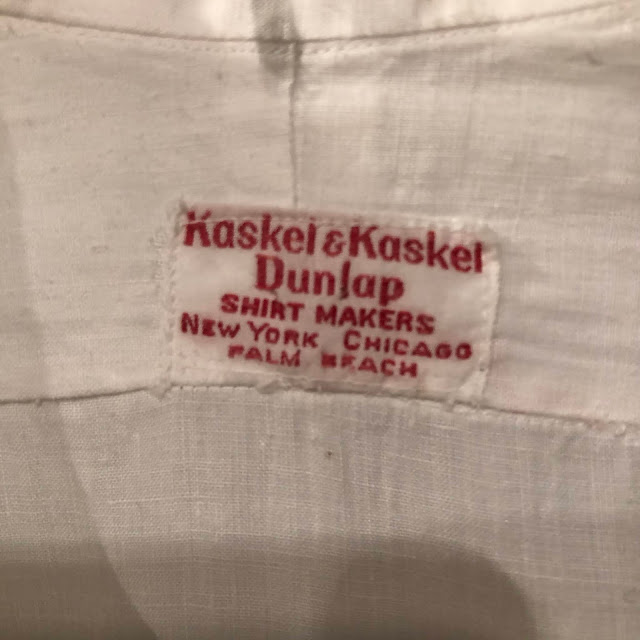 Kaskel & Kaskel
Dunlap
SHIRT MAKERS
NEW YORK CHICAGO
PALM BEACH